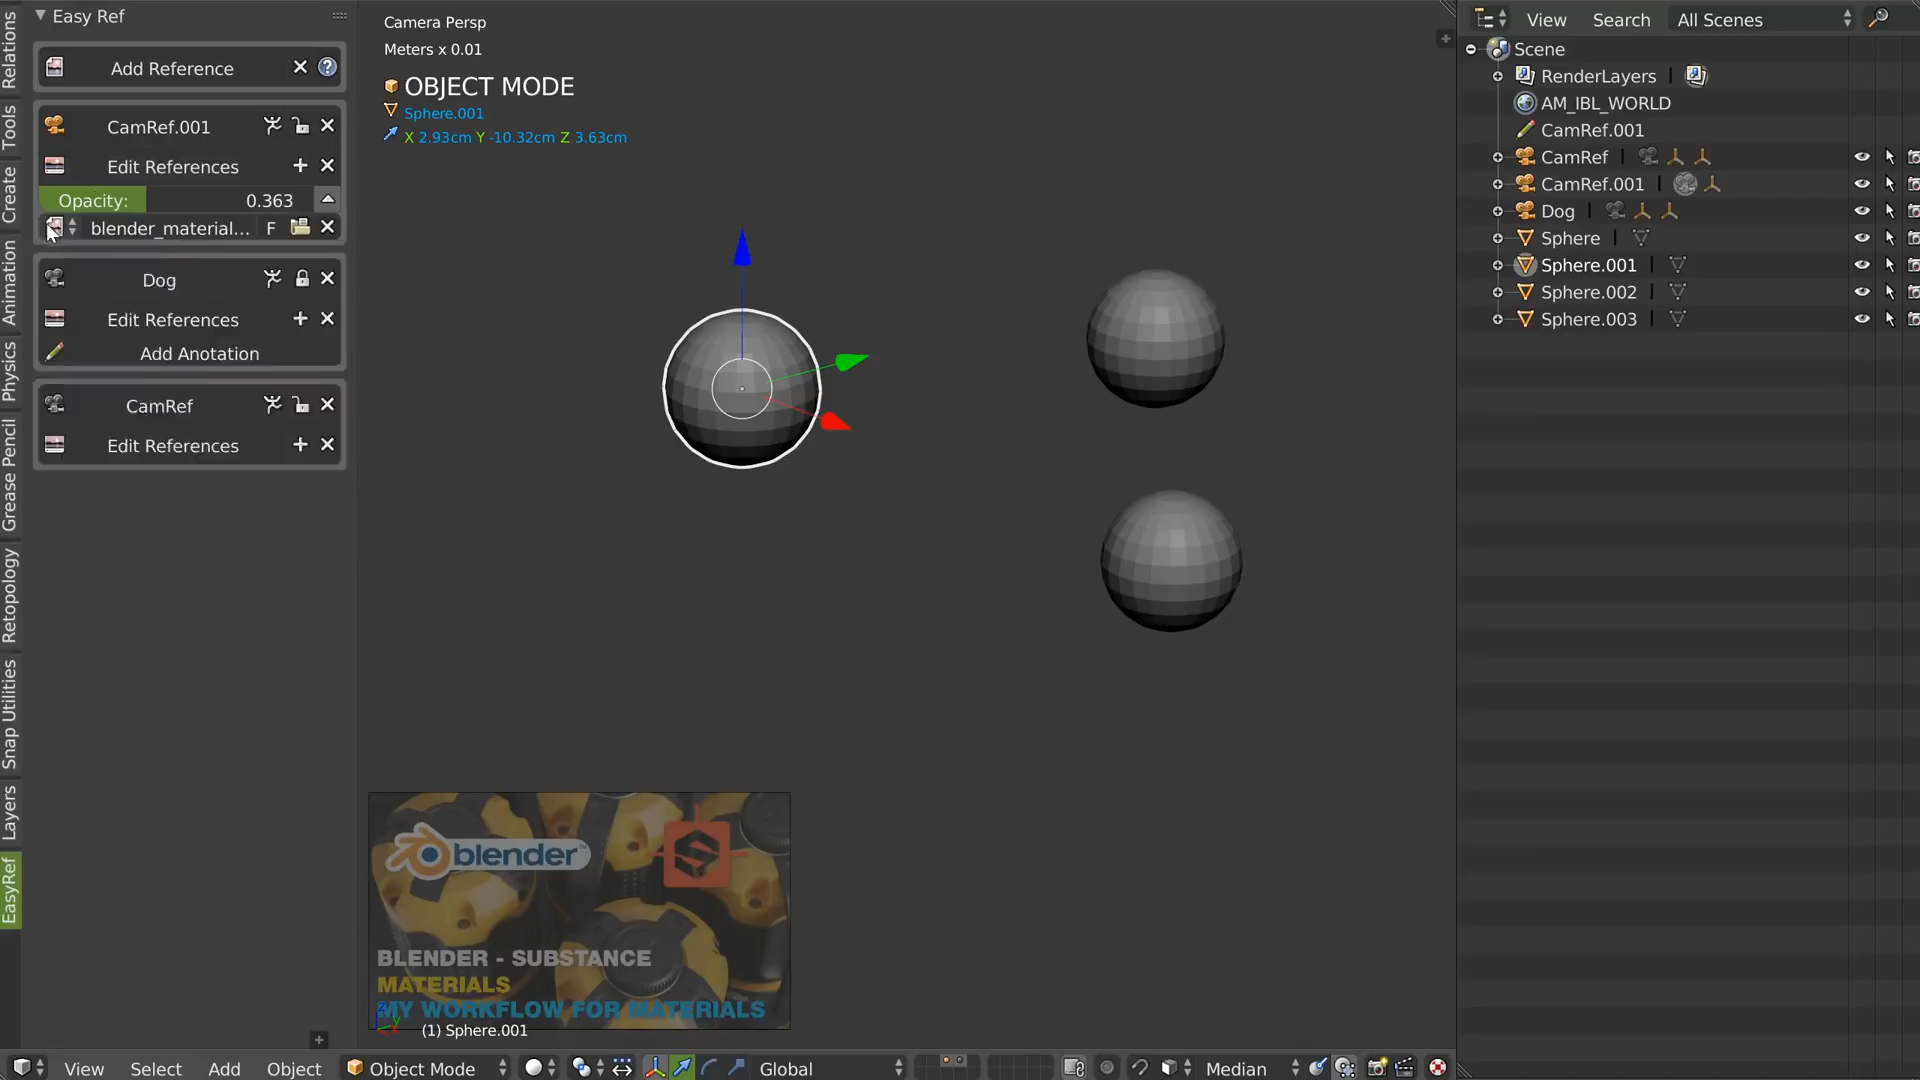 Easy Ref
Add Reference
CamRef.001
Edit References
Opacity: 0.363
blender_material... F
Dog
Edit References
Add Anotation
CamRef
Edit References
Relations
Tools
Create
Animation
Physics
Grease Pencil
Retopology
Snap Utilities
Layers
EasyRef
Camera Persp
Meters x 0.01
OBJECT MODE
Sphere.001
X 2.93cm Y -10.32cm Z 3.63cm
blender
BLENDER - SUBSTANCE
MATERIALS
MY WORKFLOW FOR MATERIALS
(1) Sphere.001
View Select Add Object Object Mode Global Median
View Search All Scenes
Scene
RenderLayers
AM_IBL_WORLD
CamRef.001
CamRef
CamRef.001
Dog
Sphere
Sphere.001
Sphere.002
Sphere.003